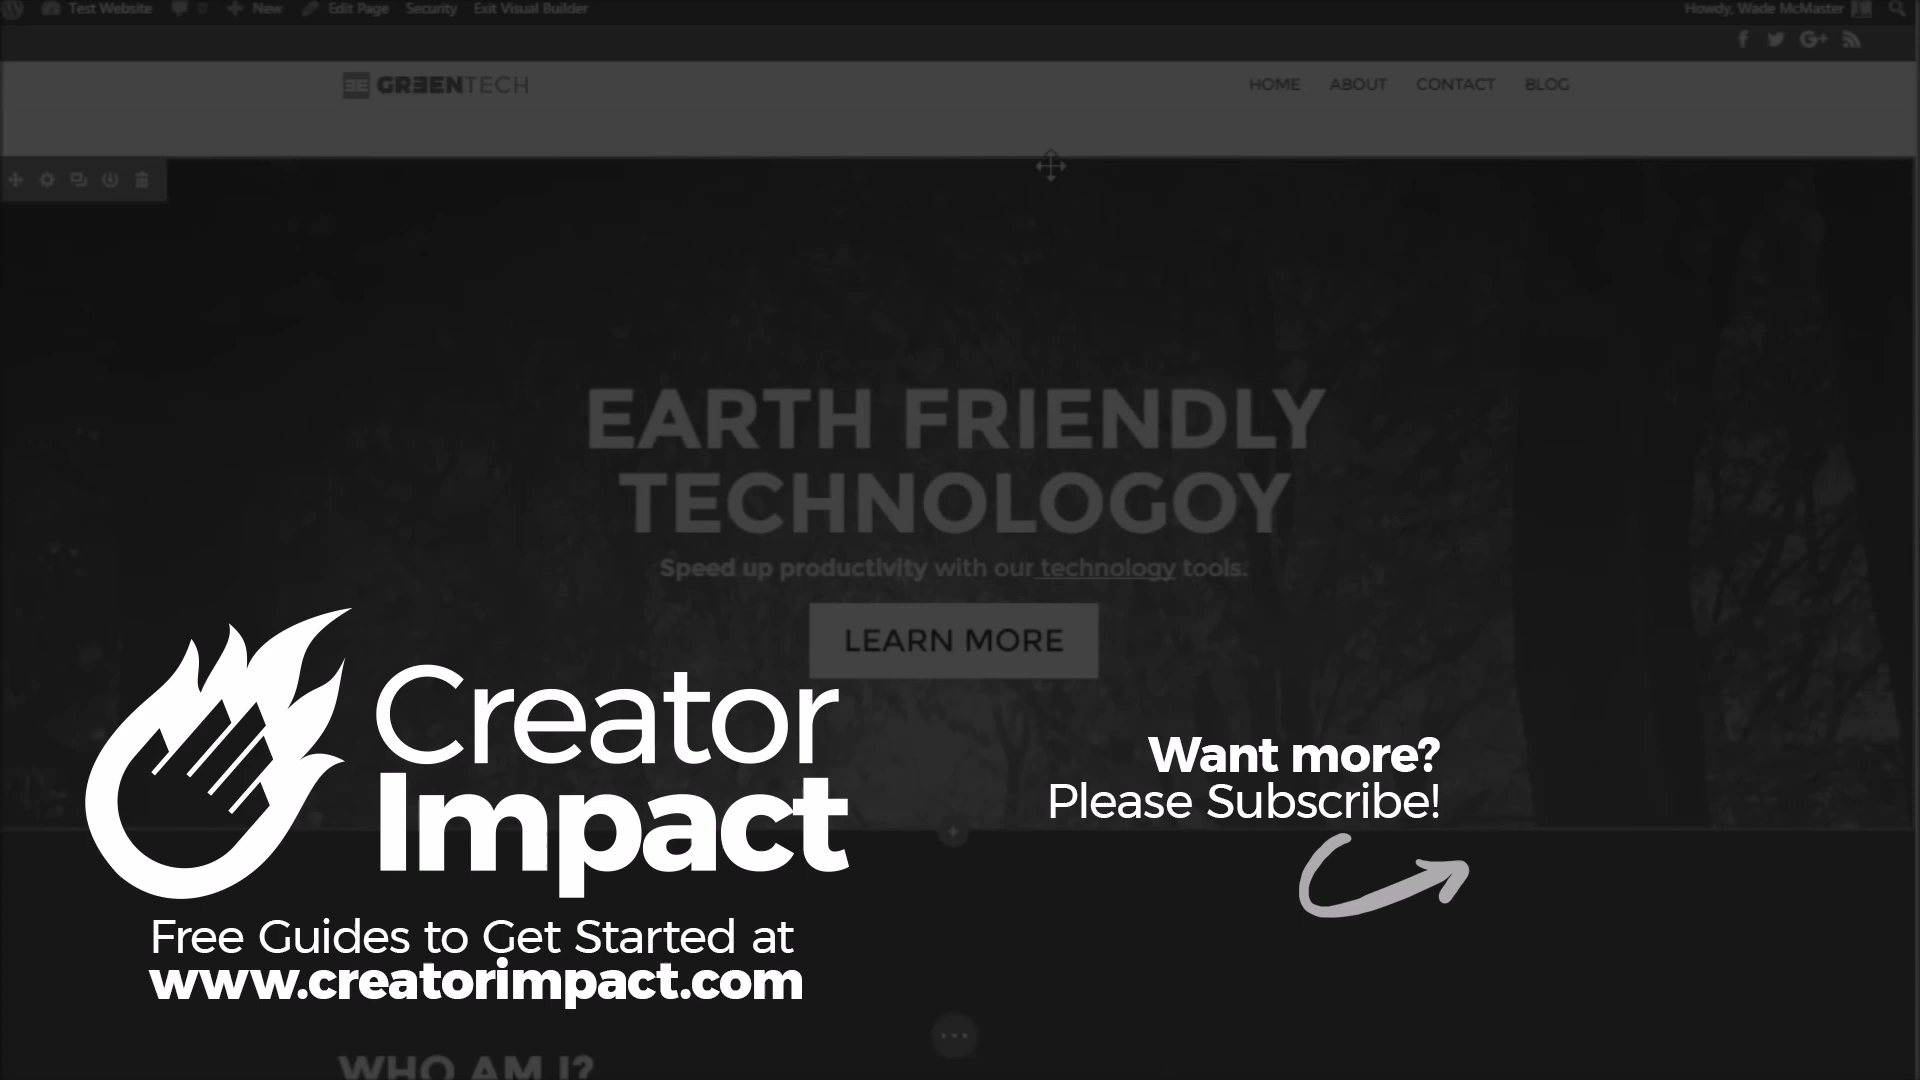 Test Website 0 New Edit Page Security Exit Visual Builder Howdy, Wade McMaster
GREENTECH HOME ABOUT CONTACT BLOG
EARTH FRIENDLY
TECHNOLOGOY
Speed up productivity with our technology tools.
LEARN MORE
Creator
Impact
Want more?
Please Subscribe!
Free Guides to Get Started at
www.creatorimpact.com
WHO AM I?